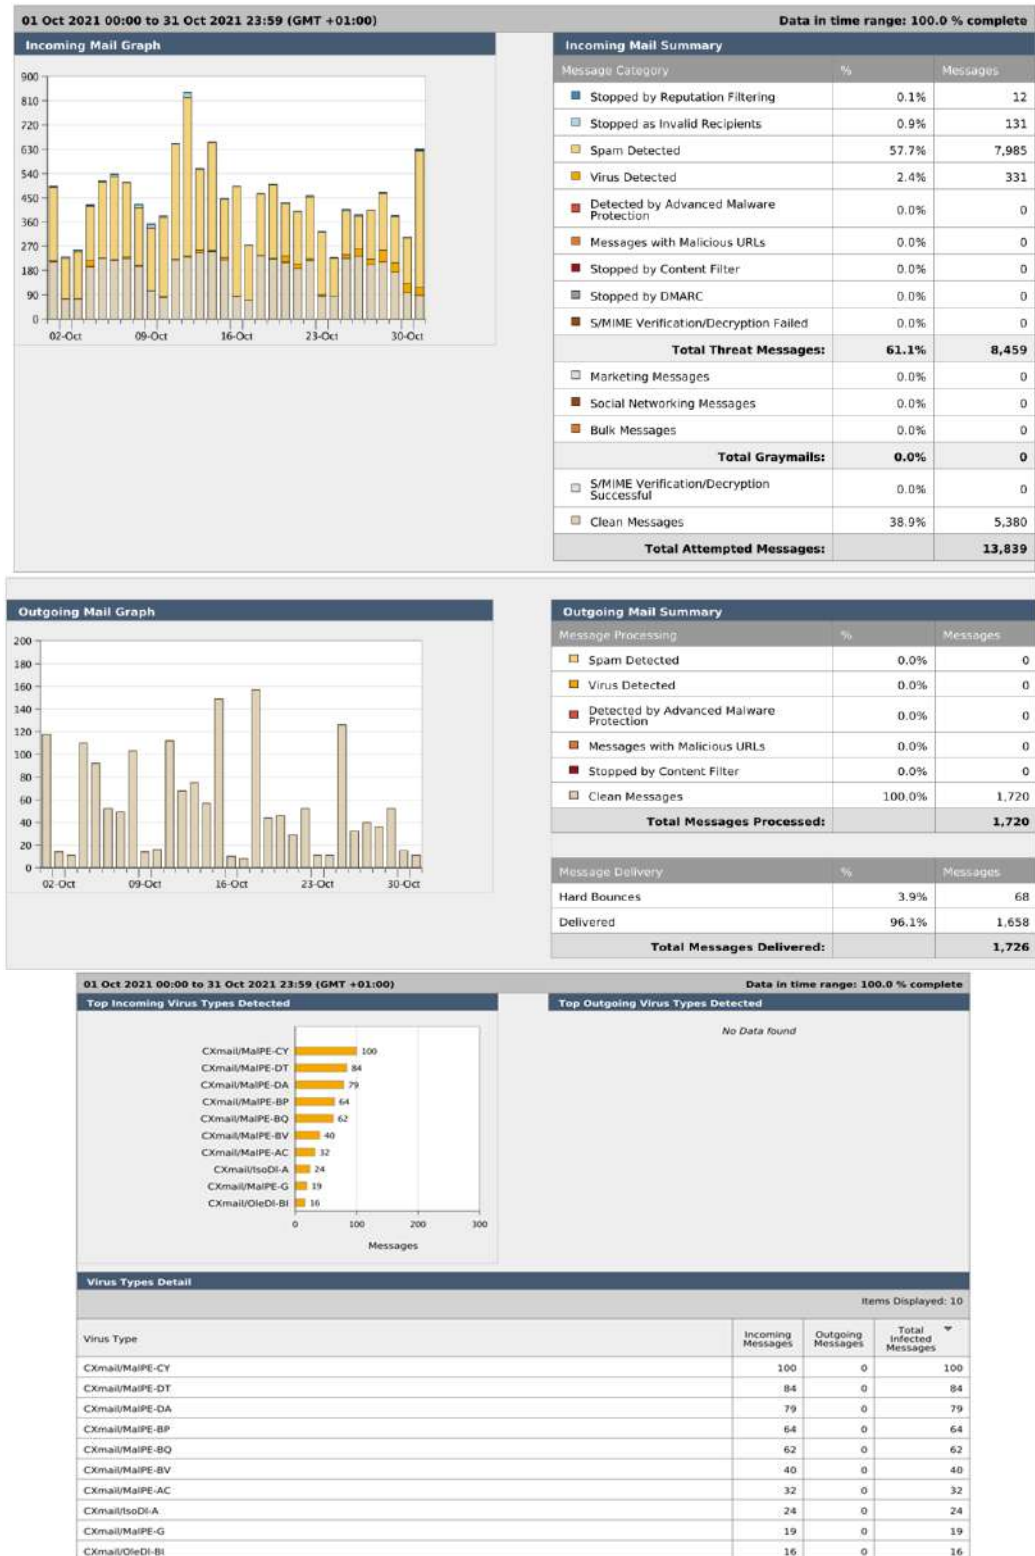 01 Oct 2021 00:00 to 31 Oct 2021 23:59 (GMT +01:00) Data in time range: 100.0 % complete
Incoming Mail Graph
900
810
720
630
540
450
360
270
180
90
0
02-Oct 09-Oct 16-Oct 23-Oct 30-Oct
Incoming Mail Summary
Message Category % Messages
Stopped by Reputation Filtering 0.1% 12
Stopped as Invalid Recipients 0.9% 131
Spam Detected 57.7% 7,985
Virus Detected 2.4% 331
Detected by Advanced Malware
Protection 0.0% 0
Messages with Malicious URLs 0.0% 0
Stopped by Content Filter 0.0% 0
Stopped by DMARC 0.0% 0
S/MIME Verification/Decryption Failed 0.0% 0
Total Threat Messages: 61.1% 8,459
Marketing Messages 0.0% 0
Social Networking Messages 0.0% 0
Bulk Messages 0.0% 0
Total Graymails: 0.0% 0
S/MIME Verification/Decryption
Successful 0.0% 0
Clean Messages 38.9% 5,380
Total Attempted Messages: 13,839
Outgoing Mail Graph
200
180
160
140
120
100
80
60
40
20
0
02-Oct 09-Oct 16-Oct 23-Oct 30-Oct
Outgoing Mail Summary
Message Processing % Messages
Spam Detected 0.0% 0
Virus Detected 0.0% 0
Detected by Advanced Malware
Protection 0.0% 0
Messages with Malicious URLs 0.0% 0
Stopped by Content Filter 0.0% 0
Clean Messages 100.0% 1,720
Total Messages Processed: 1,720
Message Delivery % Messages
Hard Bounces 3.9% 68
Delivered 96.1% 1,658
Total Messages Delivered: 1,726
01 Oct 2021 00:00 to 31 Oct 2021 23:59 (GMT +01:00) Data in time range: 100.0 % complete
Top Incoming Virus Types Detected
CXmail/MalPE-CY 100
CXmail/MalPE-DT 84
CXmail/MalPE-DA 79
CXmail/MalPE-BP 64
CXmail/MalPE-BQ 62
CXmail/MalPE-BV 40
CXmail/MalPE-AC 32
CXmail/IsoDl-A 24
CXmail/MalPE-G 19
CXmail/OleDl-BI 16
0 100 200 300
Messages
Top Outgoing Virus Types Detected
No Data found
Virus Types Detail
Items Displayed: 10
Virus Type Incoming Messages Outgoing Messages Total Infected Messages
CXmail/MalPE-CY 100 0 100
CXmail/MalPE-DT 84 0 84
CXmail/MalPE-DA 79 0 79
CXmail/MalPE-BP 64 0 64
CXmail/MalPE-BQ 62 0 62
CXmail/MalPE-BV 40 0 40
CXmail/MalPE-AC 32 0 32
CXmail/IsoDl-A 24 0 24
CXmail/MalPE-G 19 0 19
CXmail/OleDl-BI 16 0 16